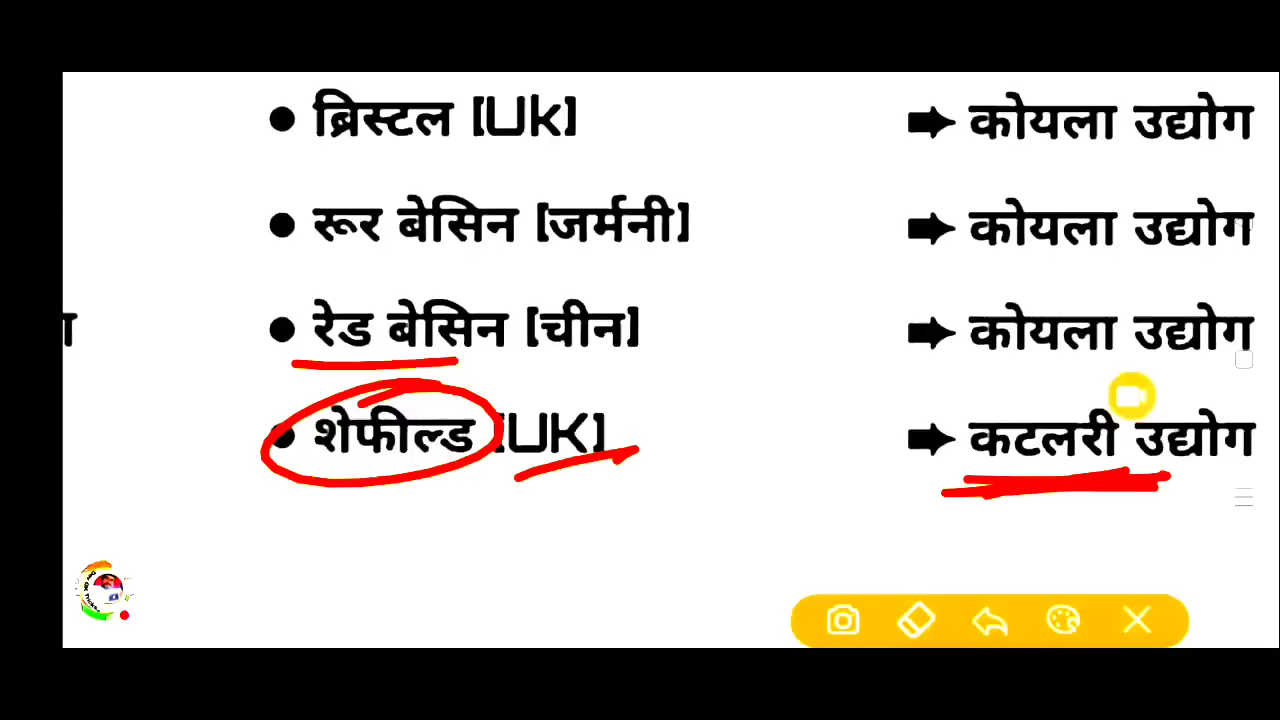 • ब्रिस्टल [Uk] ➡ कोयला उद्योग
• रूर बेसिन [जर्मनी] ➡ कोयला उद्योग
• रेड बेसिन [चीन] ➡ कोयला उद्योग
• शेफील्ड [UK] ➡ कटलरी उद्योग